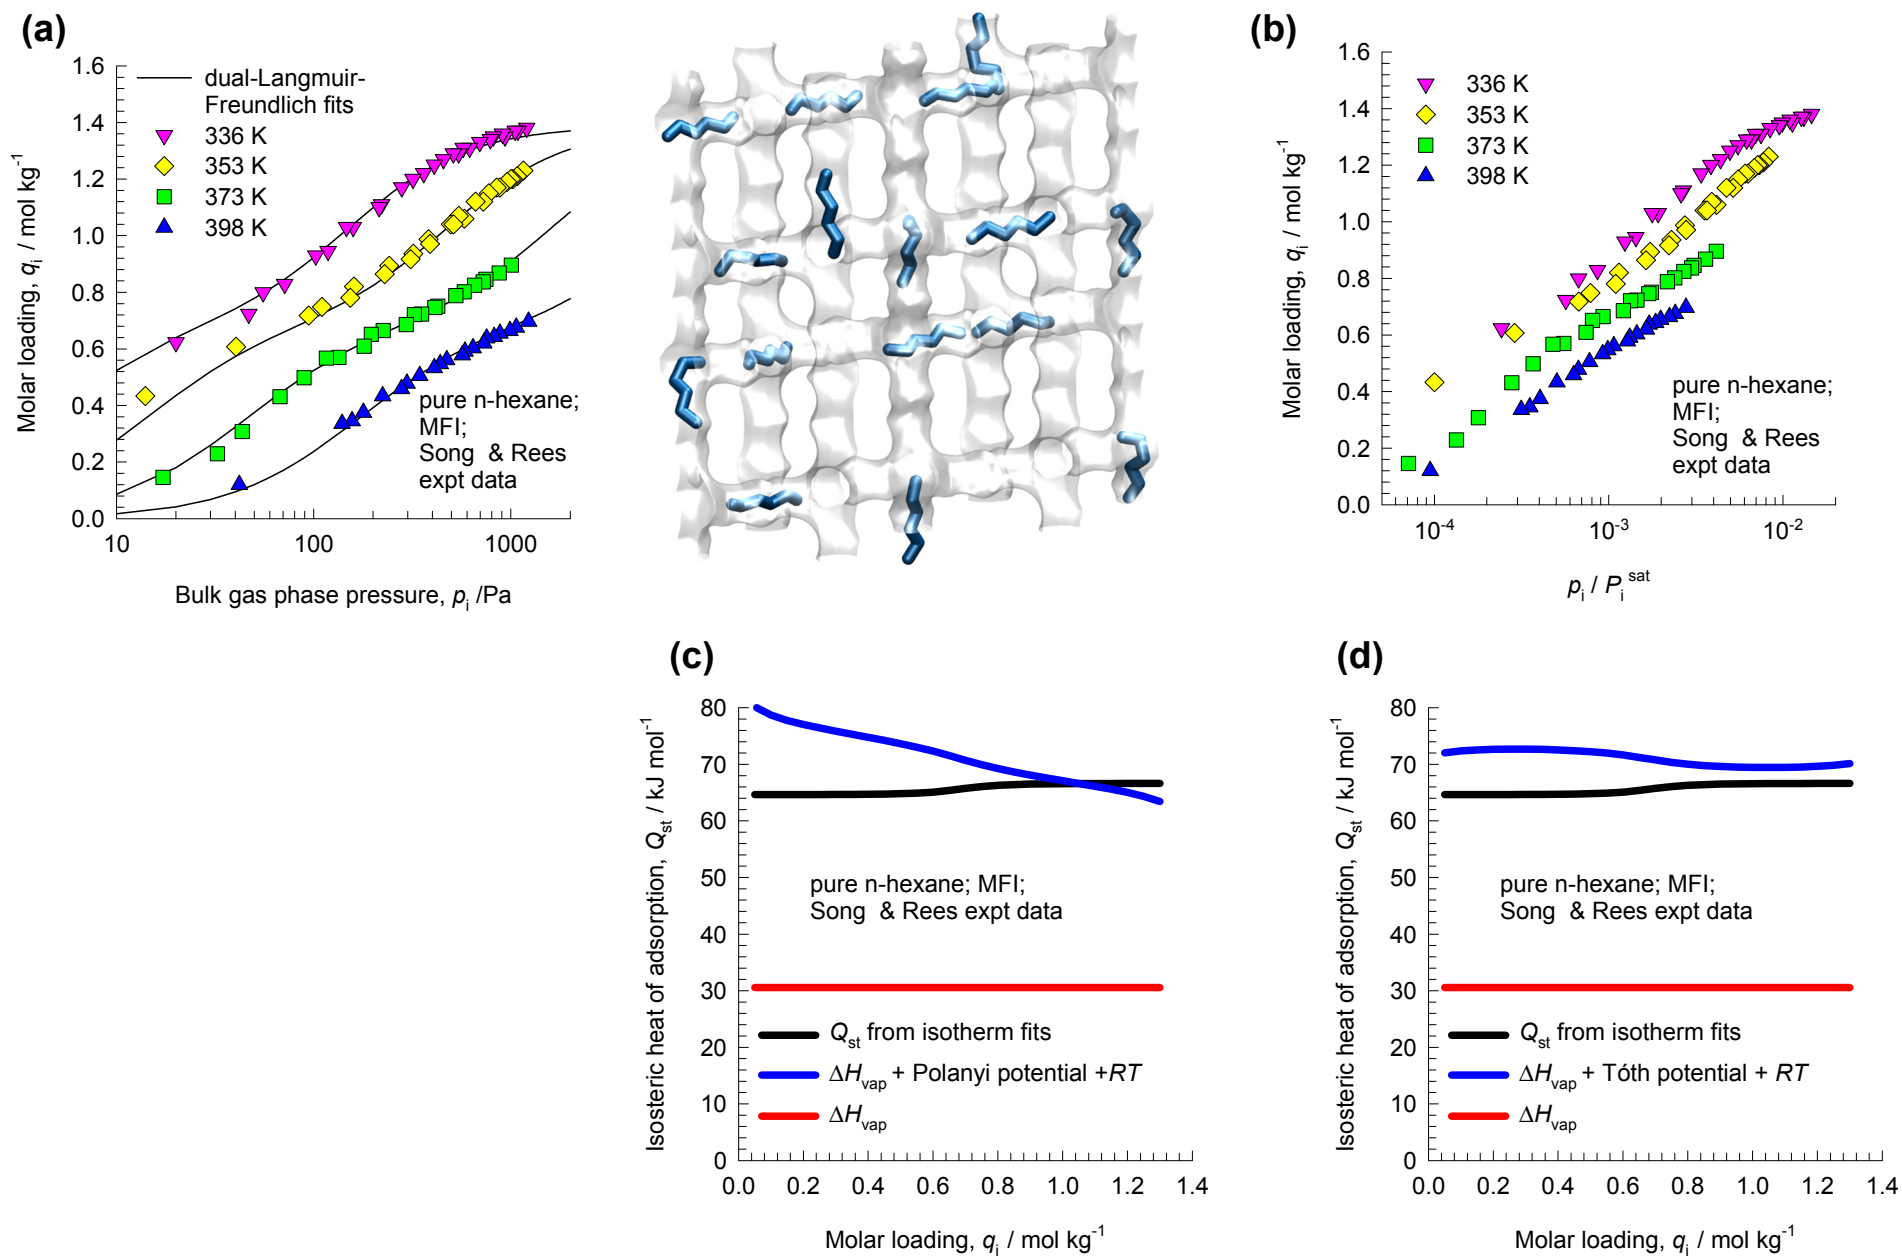 (a)
1.6
1.4
1.2
1.0
0.8
0.6
0.4
0.2
0.0
10
100
1000
Molar loading, qi / mol kg-1
Bulk gas phase pressure, pi /Pa
dual-Langmuir-
Freundlich fits
336 K
353 K
373 K
398 K
pure n-hexane;
MFI;
Song & Rees
expt data
(b)
1.6
1.4
1.2
1.0
0.8
0.6
0.4
0.2
0.0
10-4
10-3
10-2
Molar loading, qi / mol kg-1
pi / Pi sat
336 K
353 K
373 K
398 K
pure n-hexane;
MFI;
Song & Rees
expt data
(c)
80
70
60
50
40
30
20
10
0
0.0
0.2
0.4
0.6
0.8
1.0
1.2
1.4
Isosteric heat of adsorption, Qst / kJ mol-1
Molar loading, qi / mol kg-1
pure n-hexane; MFI;
Song & Rees expt data
Qst from isotherm fits
ΔHvap + Polanyi potential +RT
ΔHvap
(d)
80
70
60
50
40
30
20
10
0
0.0
0.2
0.4
0.6
0.8
1.0
1.2
1.4
Isosteric heat of adsorption, Qst / kJ mol-1
Molar loading, qi / mol kg-1
pure n-hexane; MFI;
Song & Rees expt data
Qst from isotherm fits
ΔHvap + Tóth potential + RT
ΔHvap